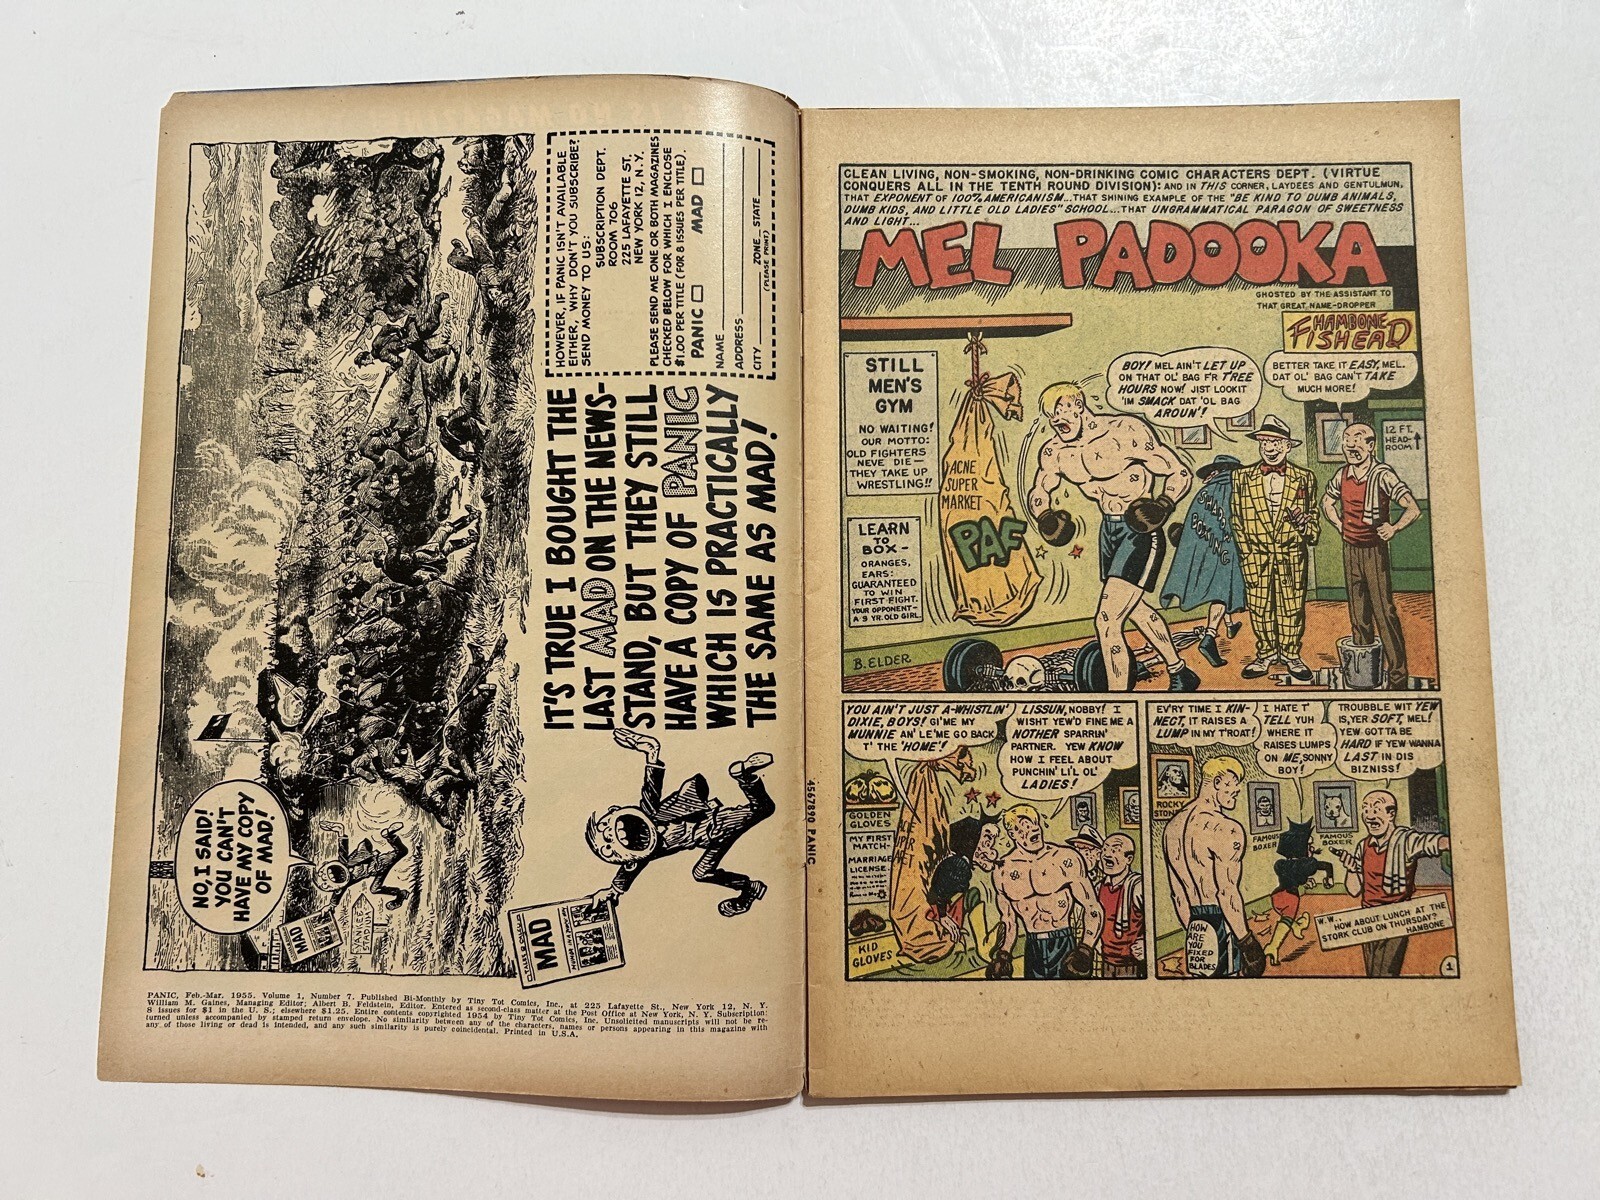 NO, I SAID!
YOU CAN'T
HAVE MY COPY
OF MAD!
MAD
YANKEE
STADIUM
MAD
IT'S TRUE I BOUGHT THE
LAST MAD ON THE NEWS-
STAND, BUT THEY STILL
HAVE A COPY OF PANIC
WHICH IS PRACTICALLY
THE SAME AS MAD!
HOWEVER, IF PANIC ISN'T AVAILABLE
EITHER, WHY DON'T YOU SUBSCRIBE?
SEND MONEY TO US:
SUBSCRIPTION DEPT.
ROOM 706
225 LAFAYETTE ST.
NEW YORK 12, N.Y.
PLEASE SEND ME ONE OR BOTH MAGAZINES
CHECKED BELOW FOR WHICH I ENCLOSE
$1.00 PER TITLE (FOR 8 ISSUES PER TITLE).
PANIC MAD
NAME
ADDRESS
CITY ZONE STATE
(PLEASE PRINT)
PANIC, Feb.-Mar. 1955. Volume 1, Number 7. Published Bi-Monthly by Tiny Tot Comics, Inc., at 225 Lafayette St., New York 12, N. Y.
William M. Gaines, Managing Editor; Albert B. Feldstein, Editor. Entered as second-class matter at the Post Office at New York, N. Y. Subscription:
8 issues for $1 in the U. S.; elsewhere $1.25. Entire contents copyrighted 1954 by Tiny Tot Comics, Inc. Unsolicited manuscripts will not be re-
turned unless accompanied by stamped return envelope. No similarity between any of the characters, names or persons appearing in this magazine with
any of those living or dead is intended, and any such similarity is purely coincidental. Printed in U.S.A.
4567890 PANIC
CLEAN LIVING, NON-SMOKING, NON-DRINKING COMIC CHARACTERS DEPT. (VIRTUE
CONQUERS ALL IN THE TENTH ROUND DIVISION): AND IN THIS CORNER, LAYDEES AND GENTULMUN,
THAT EXPONENT OF 100% AMERICANISM...THAT SHINING EXAMPLE OF THE "BE KIND TO DUMB ANIMALS,
DUMB KIDS, AND LITTLE OLD LADIES" SCHOOL...THAT UNGRAMMATICAL PARAGON OF SWEETNESS
AND LIGHT...
MEL PADOOKA
GHOSTED BY THE ASSISTANT TO
THAT GREAT NAME-DROPPER
HAMBONE
FISHEAD
STILL
MEN'S
GYM
NO WAITING!
OUR MOTTO:
OLD FIGHTERS
NEVE DIE—
THEY TAKE UP
WRESTLING!!
LEARN
TO
BOX-
ORANGES,
EARS:
GUARANTEED
TO WIN
FIRST FIGHT.
YOUR OPPONENT-
A 5 YR. OLD GIRL.
ACNE
SUPER
MARKET
PAF
BOY! MEL AIN'T LET UP
ON THAT OL' BAG F'R T'REE
HOURS NOW! JIST LOOKIT
'IM SMACK DAT 'OL BAG
AROUN'!
BETTER TAKE IT EASY, MEL.
DAT OL' BAG CAN'T TAKE
MUCH MORE!
12 FT.
HEAD-
ROOM
BOXING
B. ELDER
YOU AIN'T JUST A-WHISTLIN'
DIXIE, BOYS! GI'ME MY
MUNNIE AN' LE'ME GO BACK
T' THE 'HOME'!
LISSUN, NOBBY! I
WISHT YEW'D FINE ME A
NOTHER SPARRIN'
PARTNER. YEW KNOW
HOW I FEEL ABOUT
PUNCHIN' LI'L OL'
LADIES!
GOLDEN
GLOVES
MY FIRST
MATCH-
MARRIAGE
LICENSE.
KID
GLOVES
EV'RY TIME I KIN-
NECT, IT RAISES A
LUMP IN MY T'ROAT!
I HATE T'
TELL YUH
WHERE IT
RAISES LUMPS
ON ME, SONNY
BOY!
TROUBBLE WIT YEW
IS, YER SOFT, MEL!
YEW GOTTA BE
HARD IF YEW WANNA
LAST IN DIS
BIZNISS!
ROCKY
FAMOUS
BOXER
FAMOUS
BOXER
HOW
ARE
YOU
FIXED
FOR
BLADES
W.W.,
HOW ABOUT LUNCH AT THE
STORK CLUB ON THURSDAY?
HAMBONE
1